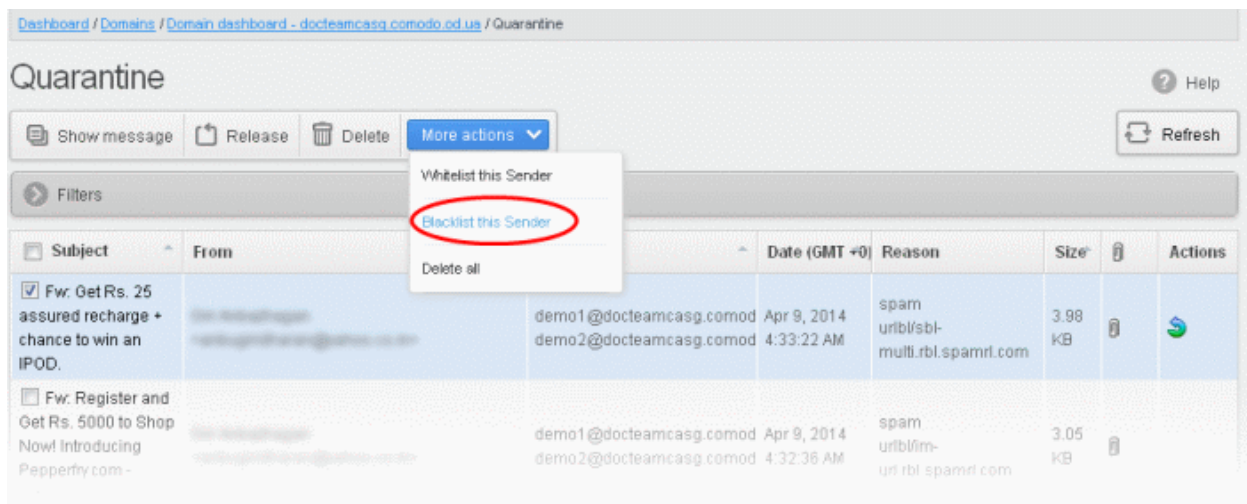 Dashboard / Domains / Domain dashboard - docteamcasg.comodo.od.ua / Quarantine
Quarantine
Help
Show message
Release
Delete
More actions
Refresh
Whitelist this Sender
Filters
Blacklist this Sender
Delete all
Subject
From
Date (GMT +0)
Reason
Size
Actions
Fw: Get Rs. 25
assured recharge +
chance to win an
IPOD.
demo1@docteamcasg.comod
demo2@docteamcasg.comod
Apr 9, 2014
4:33:22 AM
spam
urlbl/sbl-
multi.rbl.spamrl.com
3.98
KB
Fw: Register and
Get Rs. 5000 to Shop
Now! Introducing
Pepperfry.com -
demo1@docteamcasg.comod
demo2@docteamcasg.comod
Apr 9, 2014
4:32:36 AM
spam
urlbl/im-
url.rbl.spamrl.com
3.05
KB